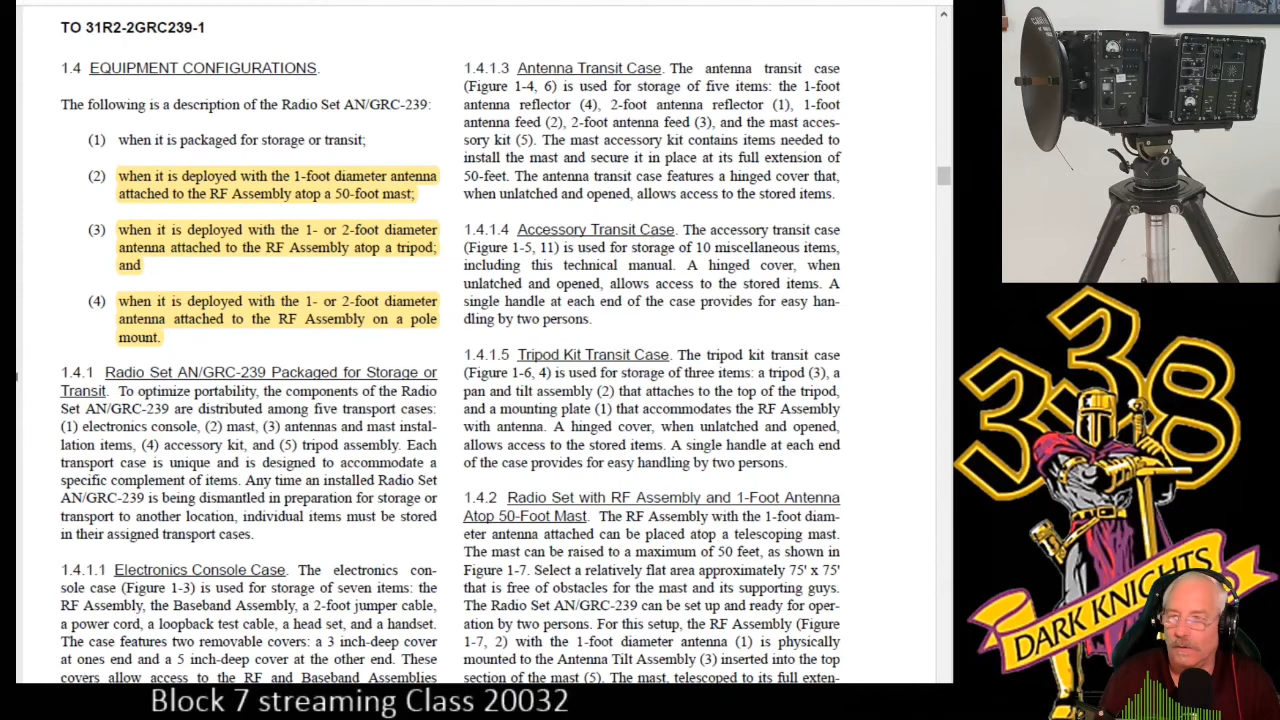 TO 31R2-2GRC239-1
1.4 EQUIPMENT CONFIGURATIONS.
The following is a description of the Radio Set AN/GRC-239:
(1) when it is packaged for storage or transit;
(2) when it is deployed with the 1-foot diameter antenna
attached to the RF Assembly atop a 50-foot mast;
(3) when it is deployed with the 1- or 2-foot diameter
antenna attached to the RF Assembly atop a tripod;
and
(4) when it is deployed with the 1- or 2-foot diameter
antenna attached to the RF Assembly on a pole
mount.
1.4.1 Radio Set AN/GRC-239 Packaged for Storage or
Transit. To optimize portability, the components of the Radio
Set AN/GRC-239 are distributed among five transport cases:
(1) electronics console, (2) mast, (3) antennas and mast instal-
lation items, (4) accessory kit, and (5) tripod assembly. Each
transport case is unique and is designed to accommodate a
specific complement of items. Any time an installed Radio Set
AN/GRC-239 is being dismantled in preparation for storage or
transport to another location, individual items must be stored
in their assigned transport cases.
1.4.1.1 Electronics Console Case. The electronics con-
sole case (Figure 1-3) is used for storage of seven items: the
RF Assembly, the Baseband Assembly, a 2-foot jumper cable,
a power cord, a loopback test cable, a head set, and a handset.
The case features two removable covers: a 3 inch-deep cover
at ones end and a 5 inch-deep cover at the other end. These
covers allow access to the RF and Baseband Assemblies
1.4.1.3 Antenna Transit Case. The antenna transit case
(Figure 1-4, 6) is used for storage of five items: the 1-foot
antenna reflector (4), 2-foot antenna reflector (1), 1-foot
antenna feed (2), 2-foot antenna feed (3), and the mast acces-
sory kit (5). The mast accessory kit contains items needed to
install the mast and secure it in place at its full extension of
50-feet. The antenna transit case features a hinged cover that,
when unlatched and opened, allows access to the stored items.
1.4.1.4 Accessory Transit Case. The accessory transit case
(Figure 1-5, 11) is used for storage of 10 miscellaneous items,
including this technical manual. A hinged cover, when
unlatched and opened, allows access to the stored items. A
single handle at each end of the case provides for easy han-
dling by two persons.
1.4.1.5 Tripod Kit Transit Case. The tripod kit transit case
(Figure 1-6, 4) is used for storage of three items: a tripod (3), a
pan and tilt assembly (2) that attaches to the top of the tripod,
and a mounting plate (1) that accommodates the RF Assembly
with antenna. A hinged cover, when unlatched and opened,
allows access to the stored items. A single handle at each end
of the case provides for easy handling by two persons.
1.4.2 Radio Set with RF Assembly and 1-Foot Antenna
Atop 50-Foot Mast. The RF Assembly with the 1-foot diam-
eter antenna attached can be placed atop a telescoping mast.
The mast can be raised to a maximum of 50 feet, as shown in
Figure 1-7. Select a relatively flat area approximately 75' x 75'
that is free of obstacles for the mast and its supporting guys.
The Radio Set AN/GRC-239 can be set up and ready for oper-
ation by two persons. For this setup, the RF Assembly (Figure
1-7, 2) with the 1-foot diameter antenna (1) is physically
mounted to the Antenna Tilt Assembly (3) inserted into the top
section of the mast (5). The mast, telescoped to its full exten-
338
DARK KNIGHTS
Block 7 streaming Class 20032